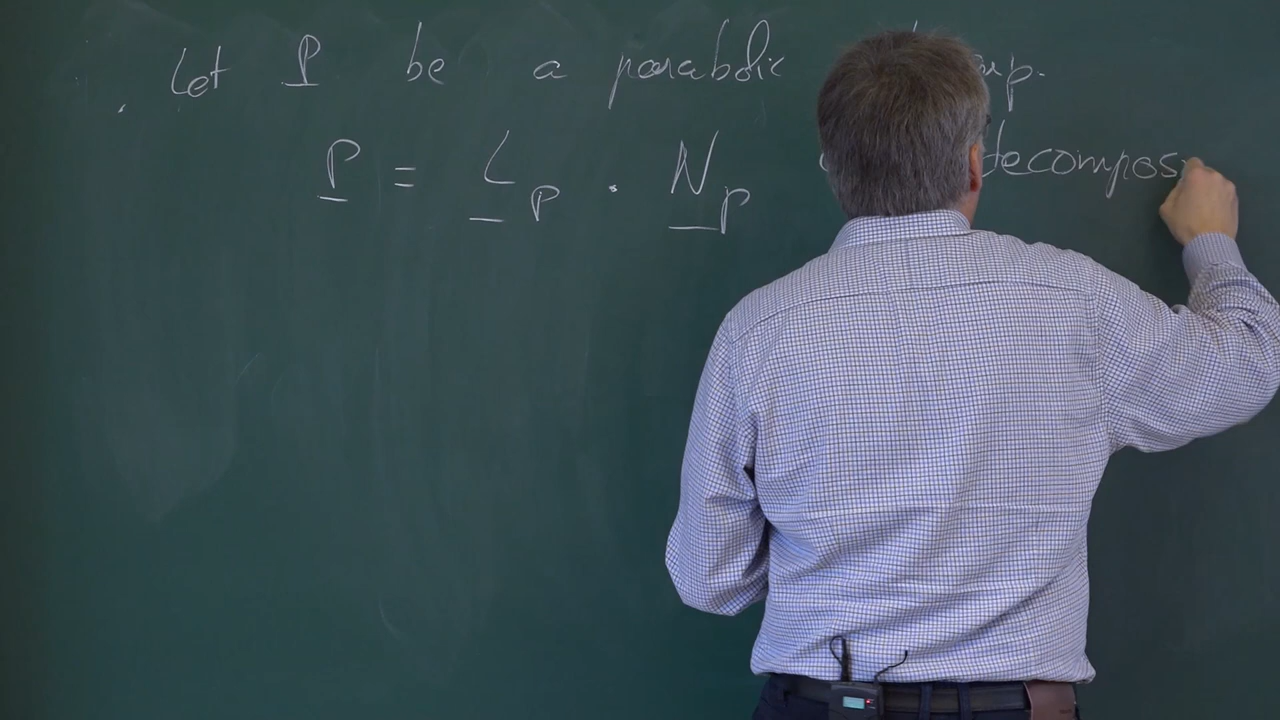 . Let P be a parabolic
P = L_P · N_P decompos